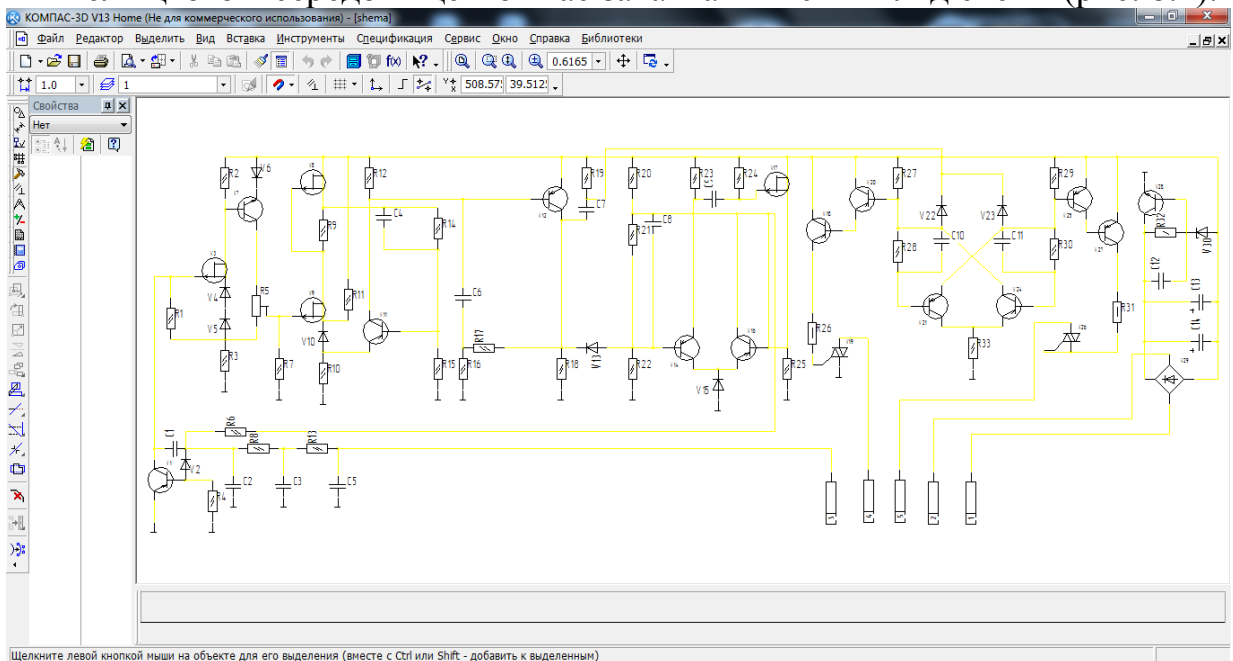 КОМПАС-3D V13 Home (Не для коммерческого использования) - [shema]
Файл Редактор Выделить Вид Вставка Инструменты Спецификация Сервис Окно Справка Библиотеки
0.6165
1.0 1 508.57 39.512
Свойства
Нет
R2 V6 R12 R19 R20 R23 R24 R27 R29
C4 R14 C7 C8 R9 R21 V22 V23 R32 V30
C10 C11 R28 R30 C12 C13
V4 R5 R11 C6
R1 V5 V10 R17 R26 R31 C14
R3 R7 R10 R15 R16 R18 V13 R22 R25 R33
V15
R6
C1 R8 R13
V2 C2 C3 C5
R4
Щелкните левой кнопкой мыши на объекте для его выделения (вместе с Ctrl или Shift - добавить к выделенным)